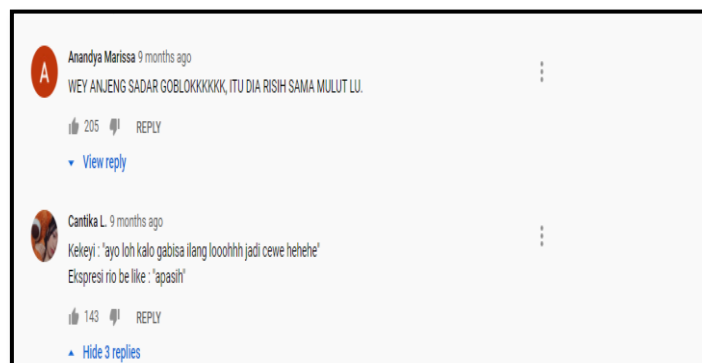 A
Anandya Marissa 9 months ago
WEY ANJENG SADAR GOBLOKKKKKK, ITU DIA RISIH SAMA MULUT LU.
205 REPLY
View reply
Cantika L. 9 months ago
Kekeyi : "ayo loh kalo gabisa ilang looohhh jadi cewe hehehe"
Ekspresi rio be like : "apasih"
143 REPLY
Hide 3 replies